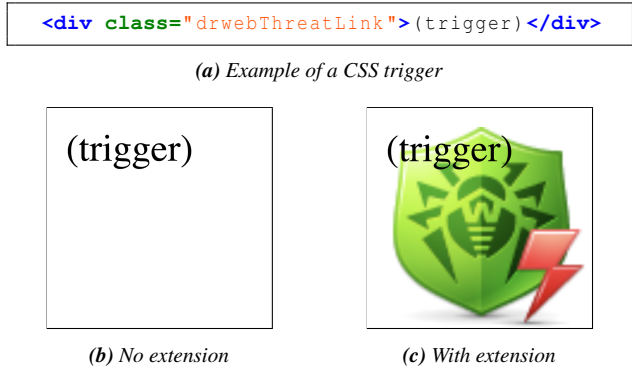 <div class="drwebThreatLink">(trigger)</div>
(a) Example of a CSS trigger
(trigger)
(trigger)
(b) No extension
(c) With extension